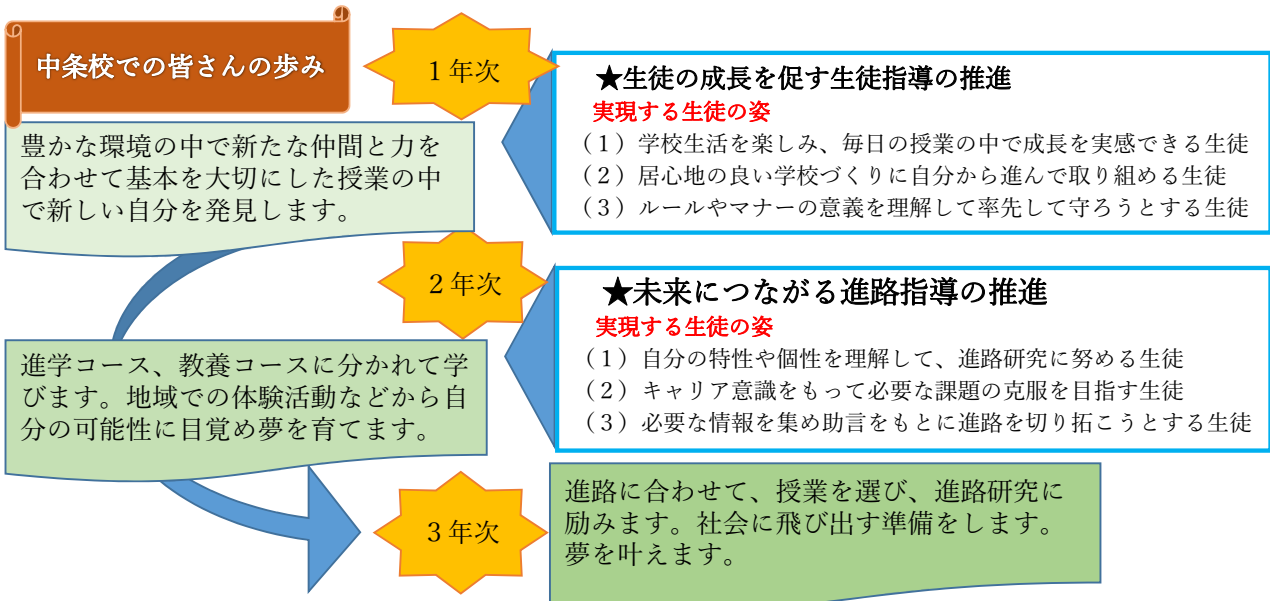 中条校での皆さんの歩み
1年次
豊かな環境の中で新たな仲間と力を
合わせて基本を大切にした授業の中
で新しい自分を発見します。
★生徒の成長を促す生徒指導の推進
実現する生徒の姿
（１）学校生活を楽しみ、毎日の授業の中で成長を実感できる生徒
（２）居心地の良い学校づくりに自分から進んで取り組める生徒
（３）ルールやマナーの意義を理解して率先して守ろうとする生徒
2年次
進学コース、教養コースに分かれて学
びます。地域での体験活動などから自
分の可能性に目覚め夢を育てます。
★未来につながる進路指導の推進
実現する生徒の姿
（１）自分の特性や個性を理解して、進路研究に努める生徒
（２）キャリア意識をもって必要な課題の克服を目指す生徒
（３）必要な情報を集め助言をもとに進路を切り拓こうとする生徒
3年次
進路に合わせて、授業を選び、進路研究に
励みます。社会に飛び出す準備をします。
夢を叶えます。